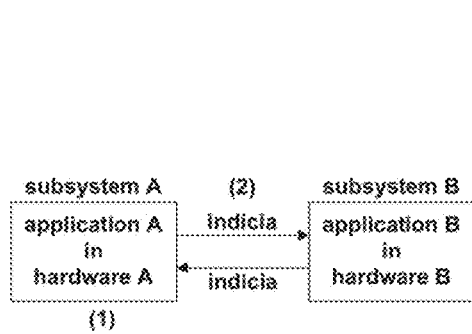 subsystem A (2) subsystem B
application A indicia application B
in in
hardware A indicia hardware B
(1)